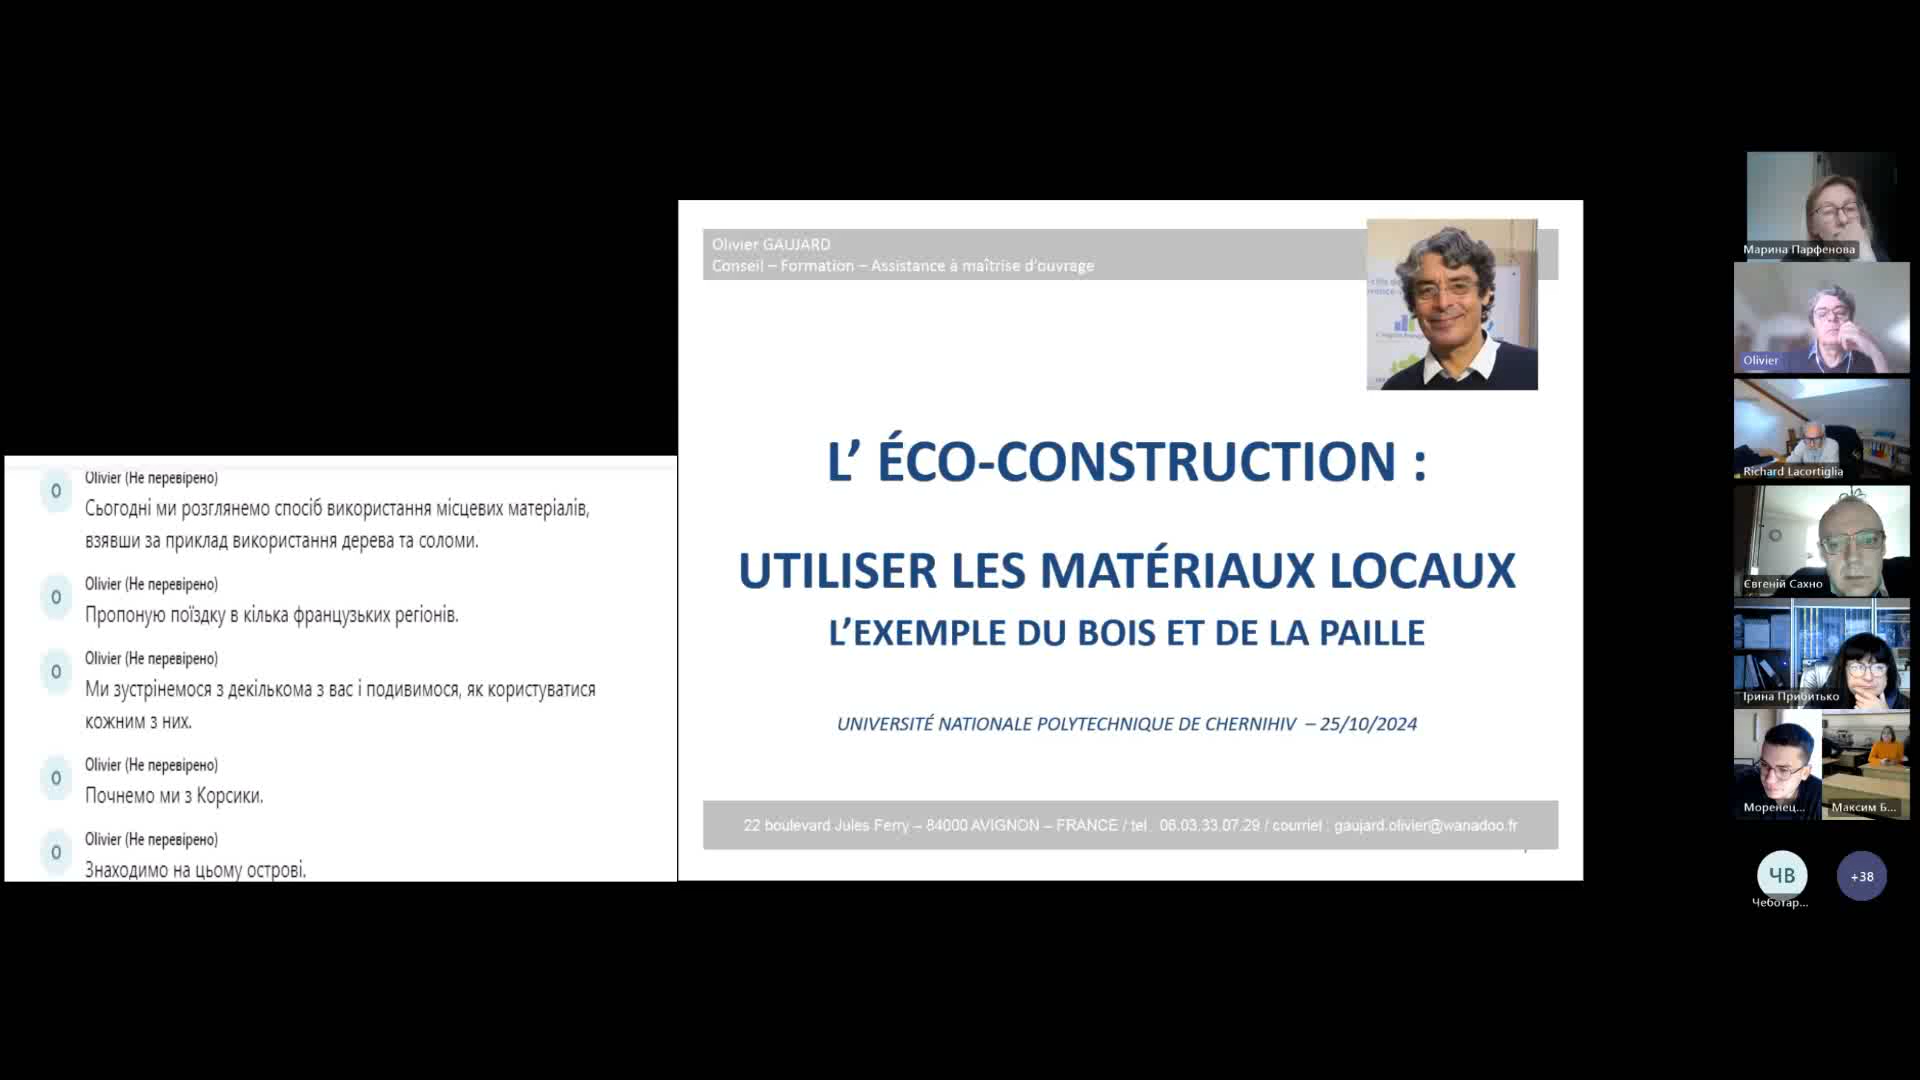 O
Olivier (Не перевірено)
Сьогодні ми розглянемо спосіб використання місцевих матеріалів,
взявши за приклад використання дерева та соломи.
O
Olivier (Не перевірено)
Пропоную поїздку в кілька французьких регіонів.
O
Olivier (Не перевірено)
Ми зустрінемося з декількома з вас і подивимося, як користуватися
кожним з них.
O
Olivier (Не перевірено)
Почнемо ми з Корсики.
O
Olivier (Не перевірено)
Знаходимо на цьому острові.
Olivier GAUJARD
Conseil – Formation – Assistance à maîtrise d'ouvrage
L’ ÉCO-CONSTRUCTION :
UTILISER LES MATÉRIAUX LOCAUX
L’EXEMPLE DU BOIS ET DE LA PAILLE
UNIVERSITÉ NATIONALE POLYTECHNIQUE DE CHERNIHIV – 25/10/2024
22 boulevard Jules Ferry – 84000 AVIGNON – FRANCE / tel. 06.03.33.07.29 / courriel : gaujard.olivier@wanadoo.fr
Марина Парфенова
Olivier
Richard Lacortiglia
Євгеній Сахно
Ірина Прибитько
Моренец...
Максим Б...
ЧВ
+38
Чеботар...